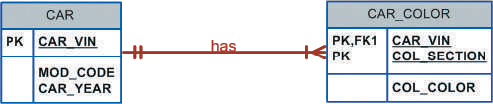 CAR
PK CAR_VIN
MOD_CODE
CAR_YEAR
has
CAR_COLOR
PK,FK1 CAR_VIN
PK COL_SECTION
COL_COLOR